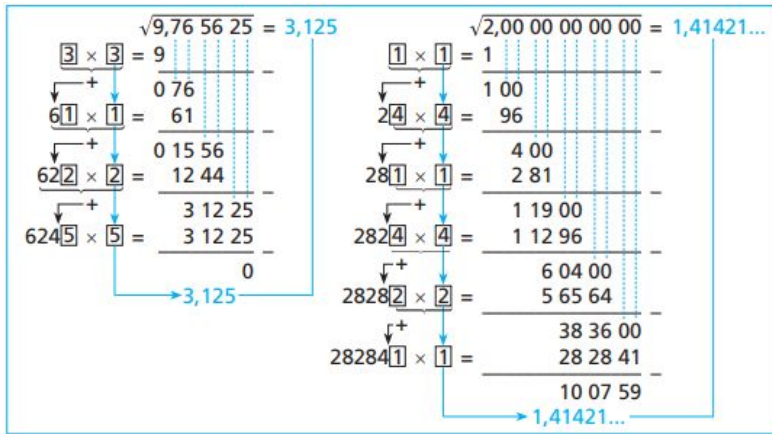 √9,76 56 25 = 3,125
3 × 3 = 9 −
+ 0 76
61 × 1 = 61 −
+ 0 15 56
622 × 2 = 12 44 −
+ 3 12 25
6245 × 5 = 3 12 25 −
0
3,125
√2,00 00 00 00 00 = 1,41421...
1 × 1 = 1 −
+ 1 00
24 × 4 = 96 −
+ 4 00
281 × 1 = 2 81 −
+ 1 19 00
2824 × 4 = 1 12 96 −
+ 6 04 00
28282 × 2 = 5 65 64 −
+ 38 36 00
282841 × 1 = 28 28 41 −
10 07 59
1,41421...